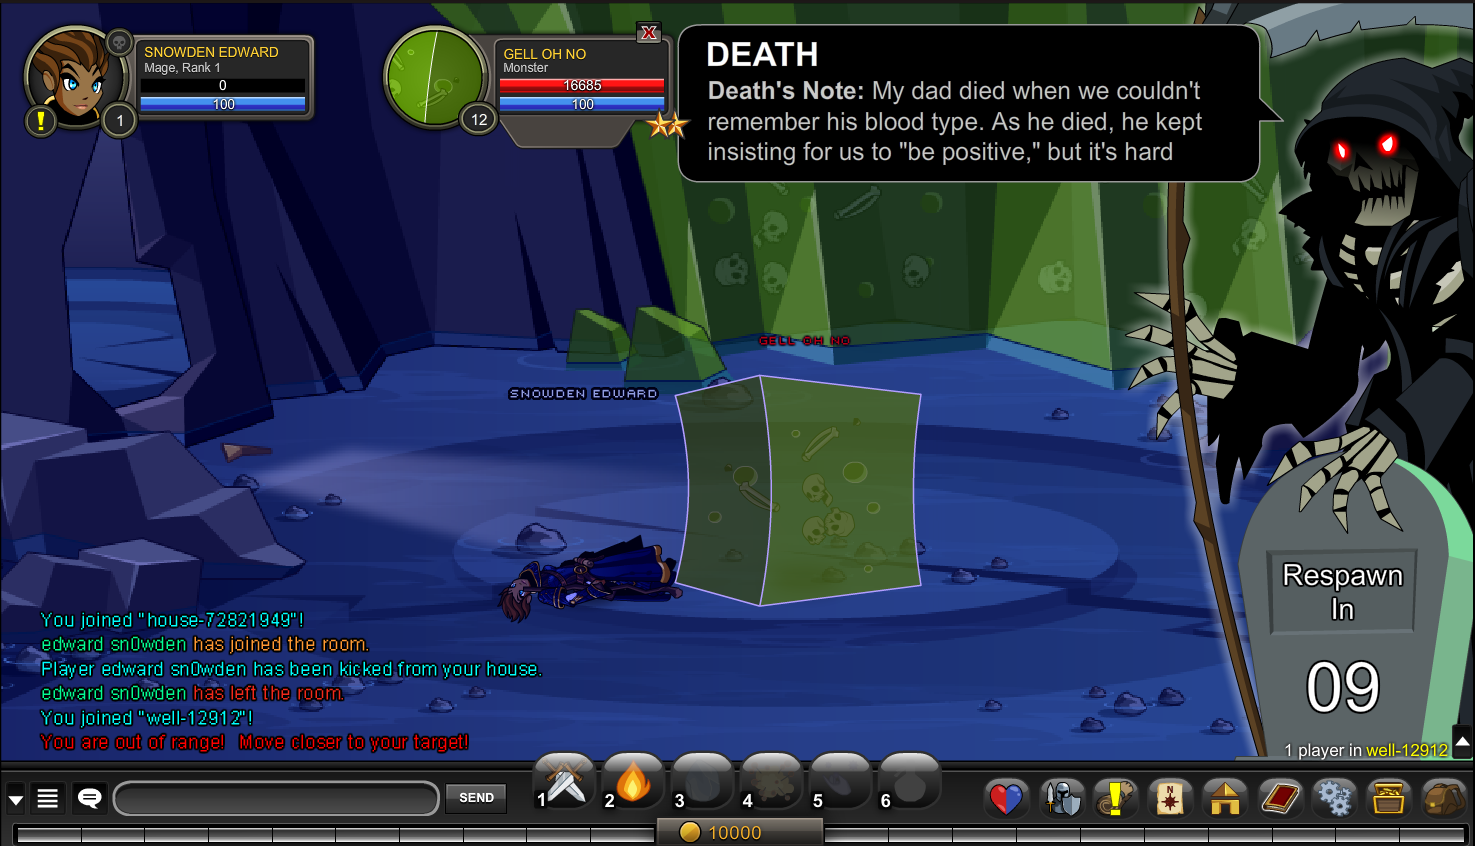 SNOWDEN EDWARD
Mage, Rank 1
0
100
!
1
GELL OH NO
Monster
16685
100
12
X
DEATH
Death's Note: My dad died when we couldn't
remember his blood type. As he died, he kept
insisting for us to "be positive," but it's hard
GELL OH NO
SNOWDEN EDWARD
Respawn
In
09
You joined "house-72821949"!
edward sn0wden has joined the room.
Player edward sn0wden has been kicked from your house.
edward sn0wden has left the room.
You joined "well-12912"!
You are out of range! Move closer to your target!
1 player in well-12912
SEND
1
2
3
4
5
6
!
N
10000